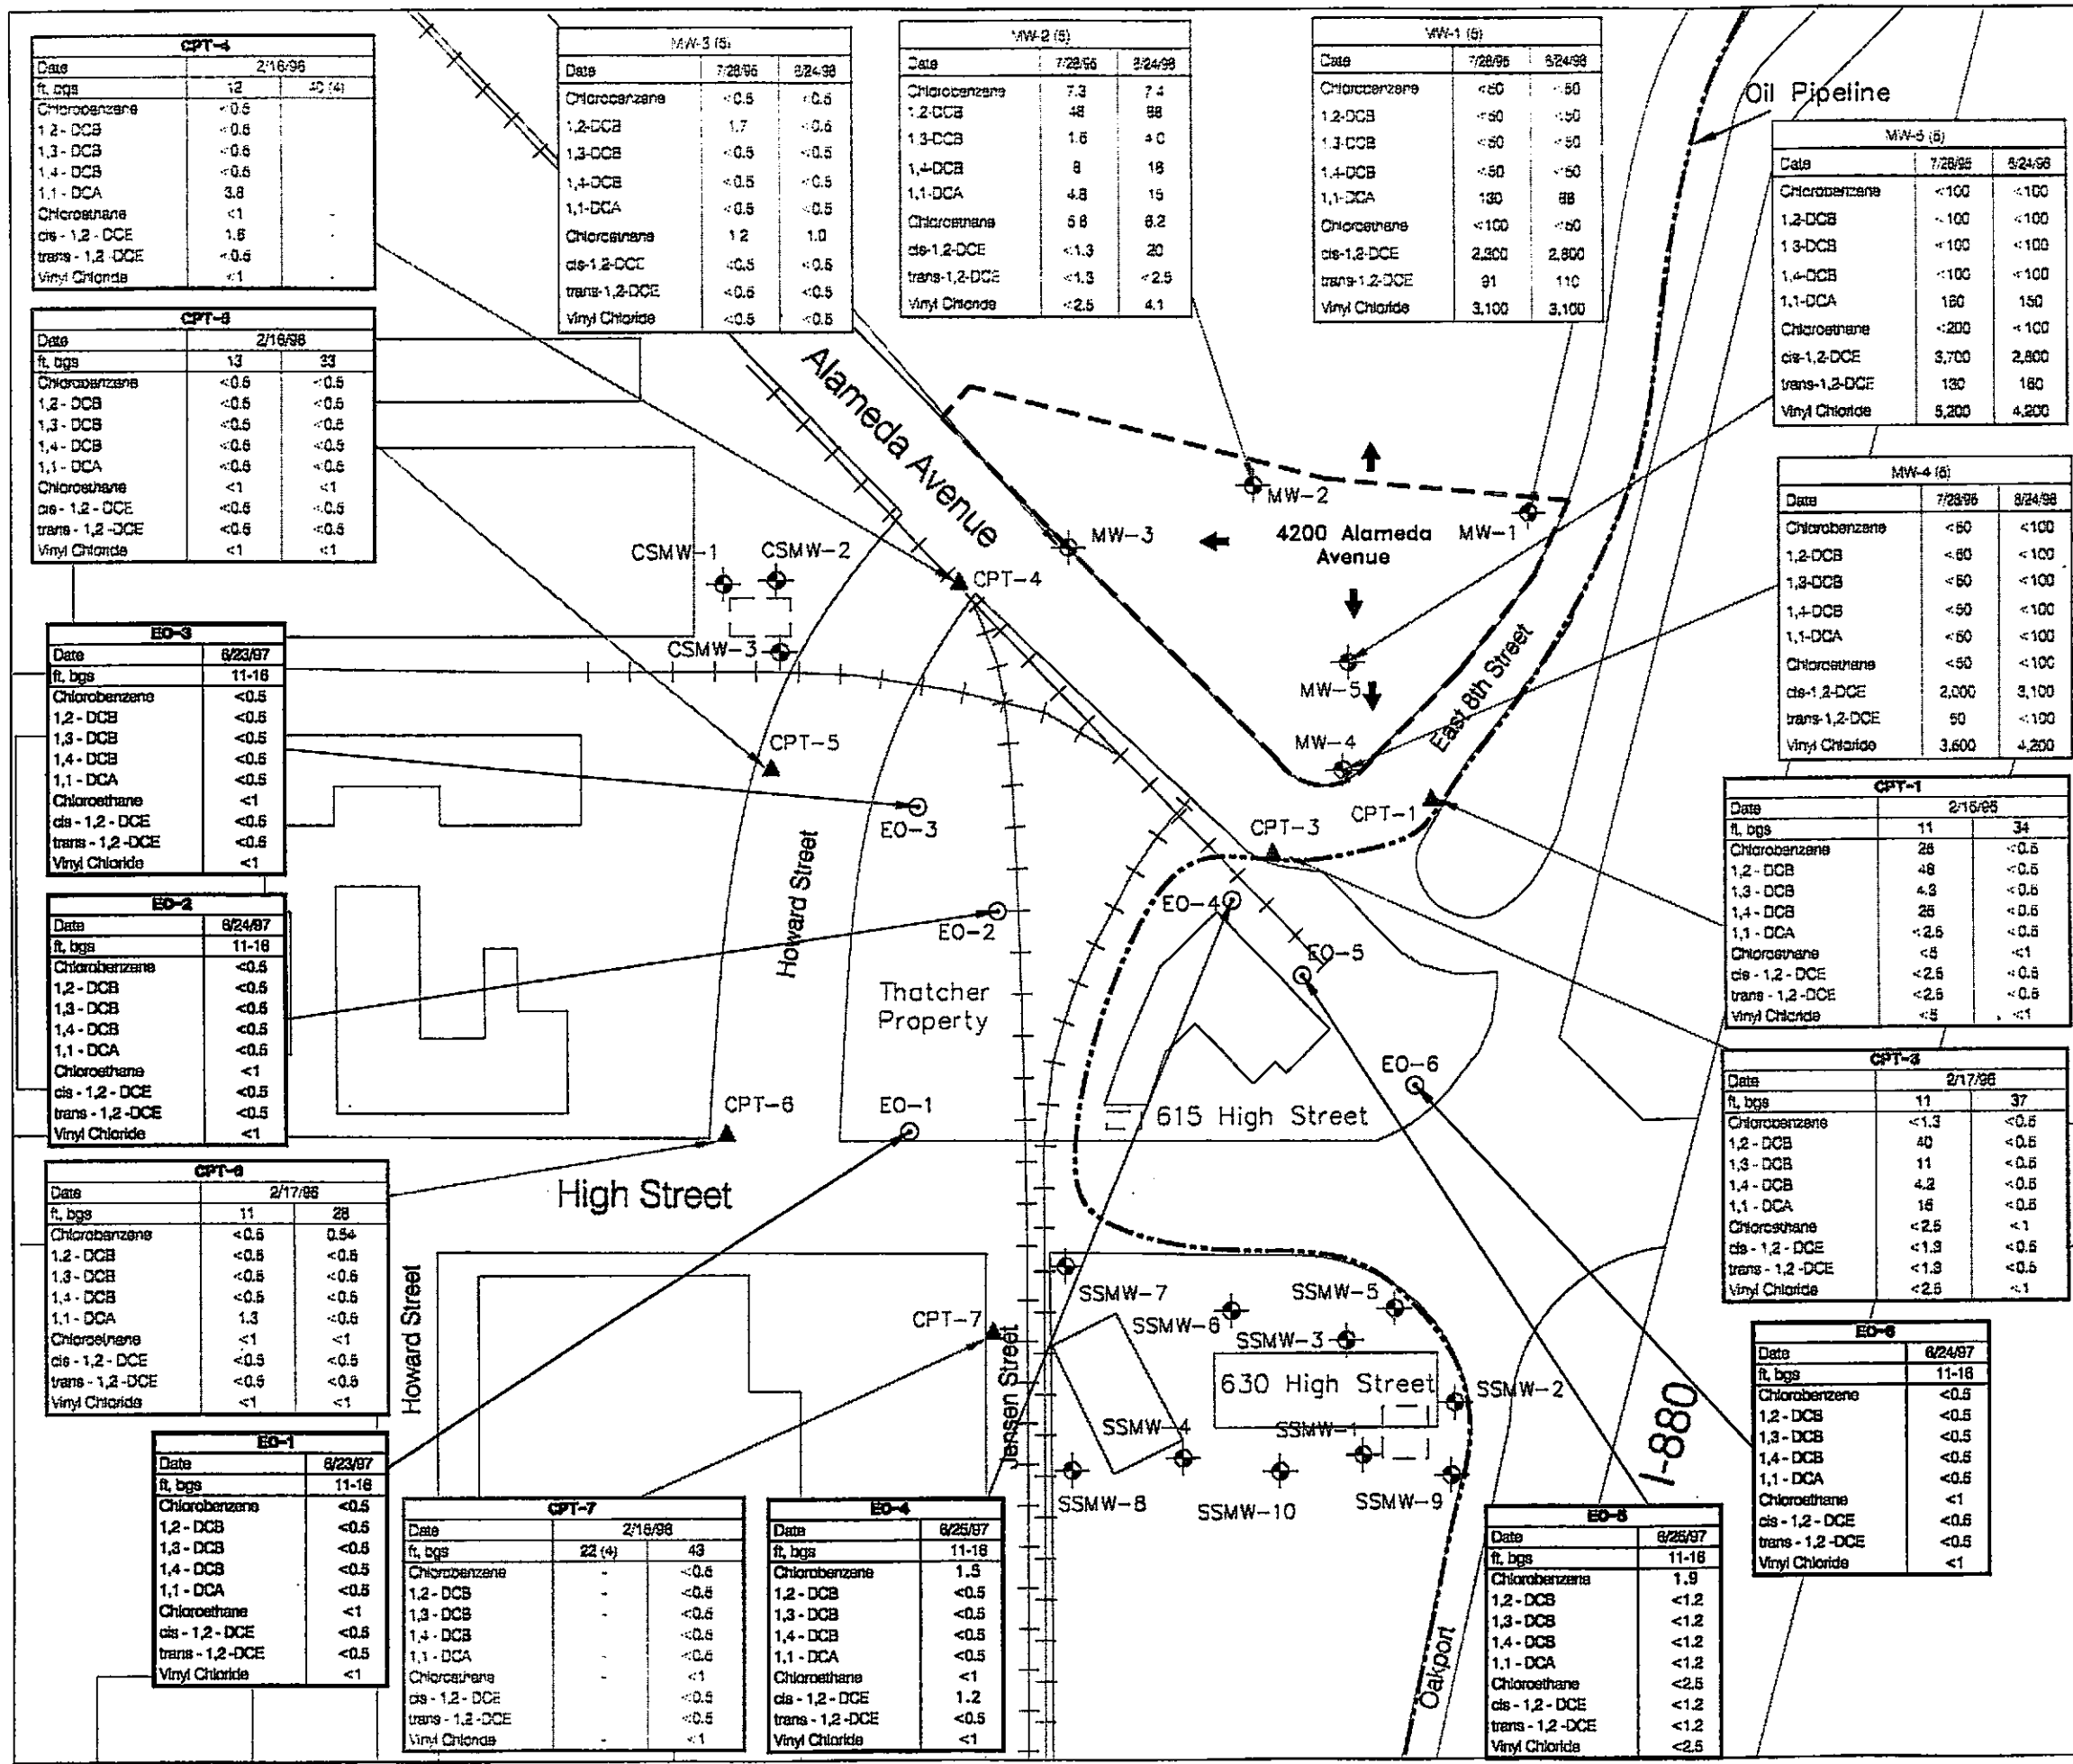 CPT-4
Date 2/16/96
ft, bgs 12 40 (4)
Chlorobenzene <0.5
1,2 - DCB <0.5
1,3 - DCB <0.5
1,4 - DCB <0.5
1,1 - DCA 3.8
Chloroethane <1 -
cis - 1,2 - DCE 1.6 -
trans - 1,2 -DCE <0.5
Vinyl Chloride <1 -
MW-3 (5)
Date 7/28/95 8/24/98
Chlorobenzene <0.5 <0.5
1,2-DCB 1.7 <0.5
1,3-DCB <0.5 <0.5
1,4-DCB <0.5 <0.5
1,1-DCA <0.5 <0.5
Chloroethane 1.2 1.0
cis-1,2-DCE <0.5 <0.5
trans-1,2-DCE <0.5 <0.5
Vinyl Chloride <0.5 <0.5
MW-2 (5)
Date 7/28/95 8/24/98
Chlorobenzene 7.3 7.4
1,2-DCB 48 88
1,3-DCB 1.6 4.0
1,4-DCB 8 16
1,1-DCA 4.8 15
Chloroethane 5.6 6.2
cis-1,2-DCE <1.3 20
trans-1,2-DCE <1.3 <2.5
Vinyl Chloride <2.5 4.1
MW-1 (5)
Date 7/28/95 8/24/98
Chlorobenzene <50 <50
1,2-DCB <50 <50
1,3-DCB <50 <50
1,4-DCB <50 <50
1,1-DCA 130 88
Chloroethane <100 <50
cis-1,2-DCE 2,300 2,800
trans-1,2-DCE 91 110
Vinyl Chloride 3,100 3,100
Oil Pipeline
MW-5 (5)
Date 7/28/95 8/24/98
Chlorobenzene <100 <100
1,2-DCB <100 <100
1,3-DCB <100 <100
1,4-DCB <100 <100
1,1-DCA 160 150
Chloroethane <200 <100
cis-1,2-DCE 3,700 2,800
trans-1,2-DCE 130 160
Vinyl Chloride 5,200 4,200
CPT-5
Date 2/16/96
ft, bgs 13 33
Chlorobenzene <0.5 <0.5
1,2 - DCB <0.5 <0.5
1,3 - DCB <0.5 <0.5
1,4 - DCB <0.5 <0.5
1,1 - DCA <0.5 <0.5
Chloroethane <1 <1
cis - 1,2 - DCE <0.5 <0.5
trans - 1,2 -DCE <0.5 <0.5
Vinyl Chloride <1 <1
MW-4 (5)
Date 7/28/95 8/24/98
Chlorobenzene <50 <100
1,2-DCB <50 <100
1,3-DCB <50 <100
1,4-DCB <50 <100
1,1-DCA <50 <100
Chloroethane <50 <100
cis-1,2-DCE 2,000 3,100
trans-1,2-DCE 50 <100
Vinyl Chloride 3,600 4,200
Alameda Avenue
MW-2
MW-1
MW-3
4200 Alameda
Avenue
CSMW-1
CSMW-2
CSMW-3
CPT-4
MW-5
MW-4
East 8th Street
EO-3
Date 6/23/97
ft, bgs 11-16
Chlorobenzene <0.5
1,2 - DCB <0.5
1,3 - DCB <0.5
1,4 - DCB <0.5
1,1 - DCA <0.5
Chloroethane <1
cis - 1,2 - DCE <0.5
trans - 1,2 -DCE <0.5
Vinyl Chloride <1
CPT-5
EO-3
CPT-3
CPT-1
CPT-1
Date 2/15/96
ft, bgs 11 34
Chlorobenzene 26 <0.5
1,2 - DCB 48 <0.5
1,3 - DCB 4.3 <0.5
1,4 - DCB 25 <0.5
1,1 - DCA <2.5 <0.5
Chloroethane <5 <1
cis - 1,2 - DCE <2.5 <0.5
trans - 1,2 -DCE <2.5 <0.5
Vinyl Chloride <5 <1
EO-2
Date 6/24/97
ft, bgs 11-16
Chlorobenzene <0.5
1,2 - DCB <0.5
1,3 - DCB <0.5
1,4 - DCB <0.5
1,1 - DCA <0.5
Chloroethane <1
cis - 1,2 - DCE <0.5
trans - 1,2 -DCE <0.5
Vinyl Chloride <1
Howard Street
EO-2
EO-4
EO-5
Thatcher
Property
EO-6
CPT-6
EO-1
615 High Street
CPT-3
Date 2/17/96
ft, bgs 11 37
Chlorobenzene <1.3 <0.5
1,2 - DCB 40 <0.5
1,3 - DCB 11 <0.5
1,4 - DCB 4.2 <0.5
1,1 - DCA 16 <0.5
Chloroethane <2.5 <1
cis - 1,2 - DCE <1.3 <0.5
trans - 1,2 -DCE <1.3 <0.5
Vinyl Chloride <2.5 <1
CPT-6
Date 2/17/96
ft, bgs 11 28
Chlorobenzene <0.5 0.54
1,2 - DCB <0.5 <0.5
1,3 - DCB <0.5 <0.5
1,4 - DCB <0.5 <0.5
1,1 - DCA 1.3 <0.5
Chloroethane <1 <1
cis - 1,2 - DCE <0.5 <0.5
trans - 1,2 -DCE <0.5 <0.5
Vinyl Chloride <1 <1
High Street
Howard Street
CPT-7
Jensen Street
SSMW-7
SSMW-6
SSMW-5
SSMW-3
630 High Street
SSMW-2
SSMW-4
SSMW-1
SSMW-8
SSMW-10
SSMW-9
I-880
Oakport
EO-6
Date 6/24/97
ft, bgs 11-16
Chlorobenzene <0.5
1,2 - DCB <0.5
1,3 - DCB <0.5
1,4 - DCB <0.5
1,1 - DCA <0.5
Chloroethane <1
cis - 1,2 - DCE <0.5
trans - 1,2 -DCE <0.5
Vinyl Chloride <1
EO-1
Date 6/23/97
ft, bgs 11-16
Chlorobenzene <0.5
1,2 - DCB <0.5
1,3 - DCB <0.5
1,4 - DCB <0.5
1,1 - DCA <0.5
Chloroethane <1
cis - 1,2 - DCE <0.5
trans - 1,2 -DCE <0.5
Vinyl Chloride <1
CPT-7
Date 2/15/96
ft, bgs 22 (4) 43
Chlorobenzene - <0.5
1,2 - DCB - <0.5
1,3 - DCB - <0.5
1,4 - DCB - <0.5
1,1 - DCA - <0.5
Chloroethane - <1
cis - 1,2 - DCE - <0.5
trans - 1,2 -DCE - <0.5
Vinyl Chloride - <1
EO-4
Date 6/25/97
ft, bgs 11-16
Chlorobenzene 1.5
1,2 - DCB <0.5
1,3 - DCB <0.5
1,4 - DCB <0.5
1,1 - DCA <0.5
Chloroethane <1
cis - 1,2 - DCE 1.2
trans - 1,2 -DCE <0.5
Vinyl Chloride <1
EO-5
Date 6/25/97
ft, bgs 11-16
Chlorobenzene 1.9
1,2 - DCB <1.2
1,3 - DCB <1.2
1,4 - DCB <1.2
1,1 - DCA <1.2
Chloroethane <2.5
cis - 1,2 - DCE <1.2
trans - 1,2 -DCE <1.2
Vinyl Chloride <2.5